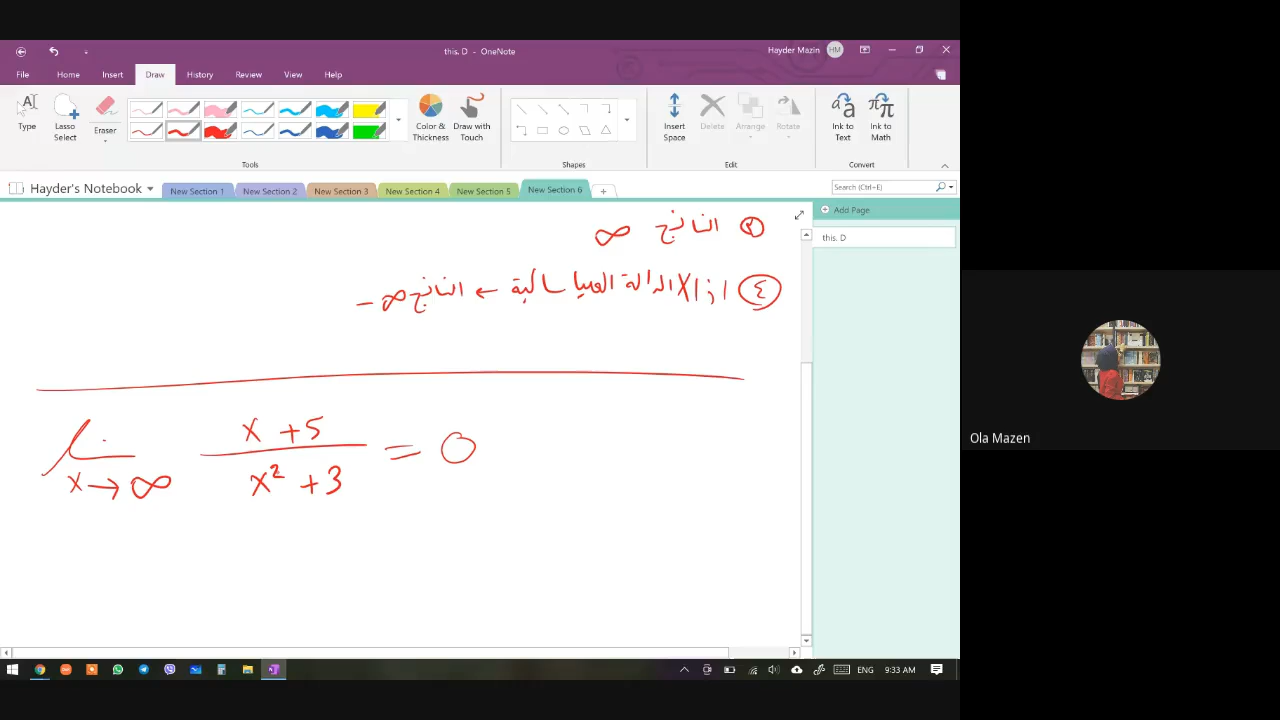 this. D - OneNote
Hayder Mazin HM
File Home Insert Draw History Review View Help
Type
Lasso Select
Eraser
Color & Thickness
Draw with Touch
Insert Space
Delete
Arrange
Rotate
Ink to Text
Ink to Math
Tools Shapes Edit Convert
Hayder's Notebook New Section 1 New Section 2 New Section 3 New Section 4 New Section 5 New Section 6 Search (Ctrl+E)
Add Page
this. D
الناتج ∞
٤ اذا الدالة العليا سالبة ← الناتج ∞ −
lim x→∞ (x + 5)/(x² + 3) = 0
Ola Mazen
ENG 9:33 AM